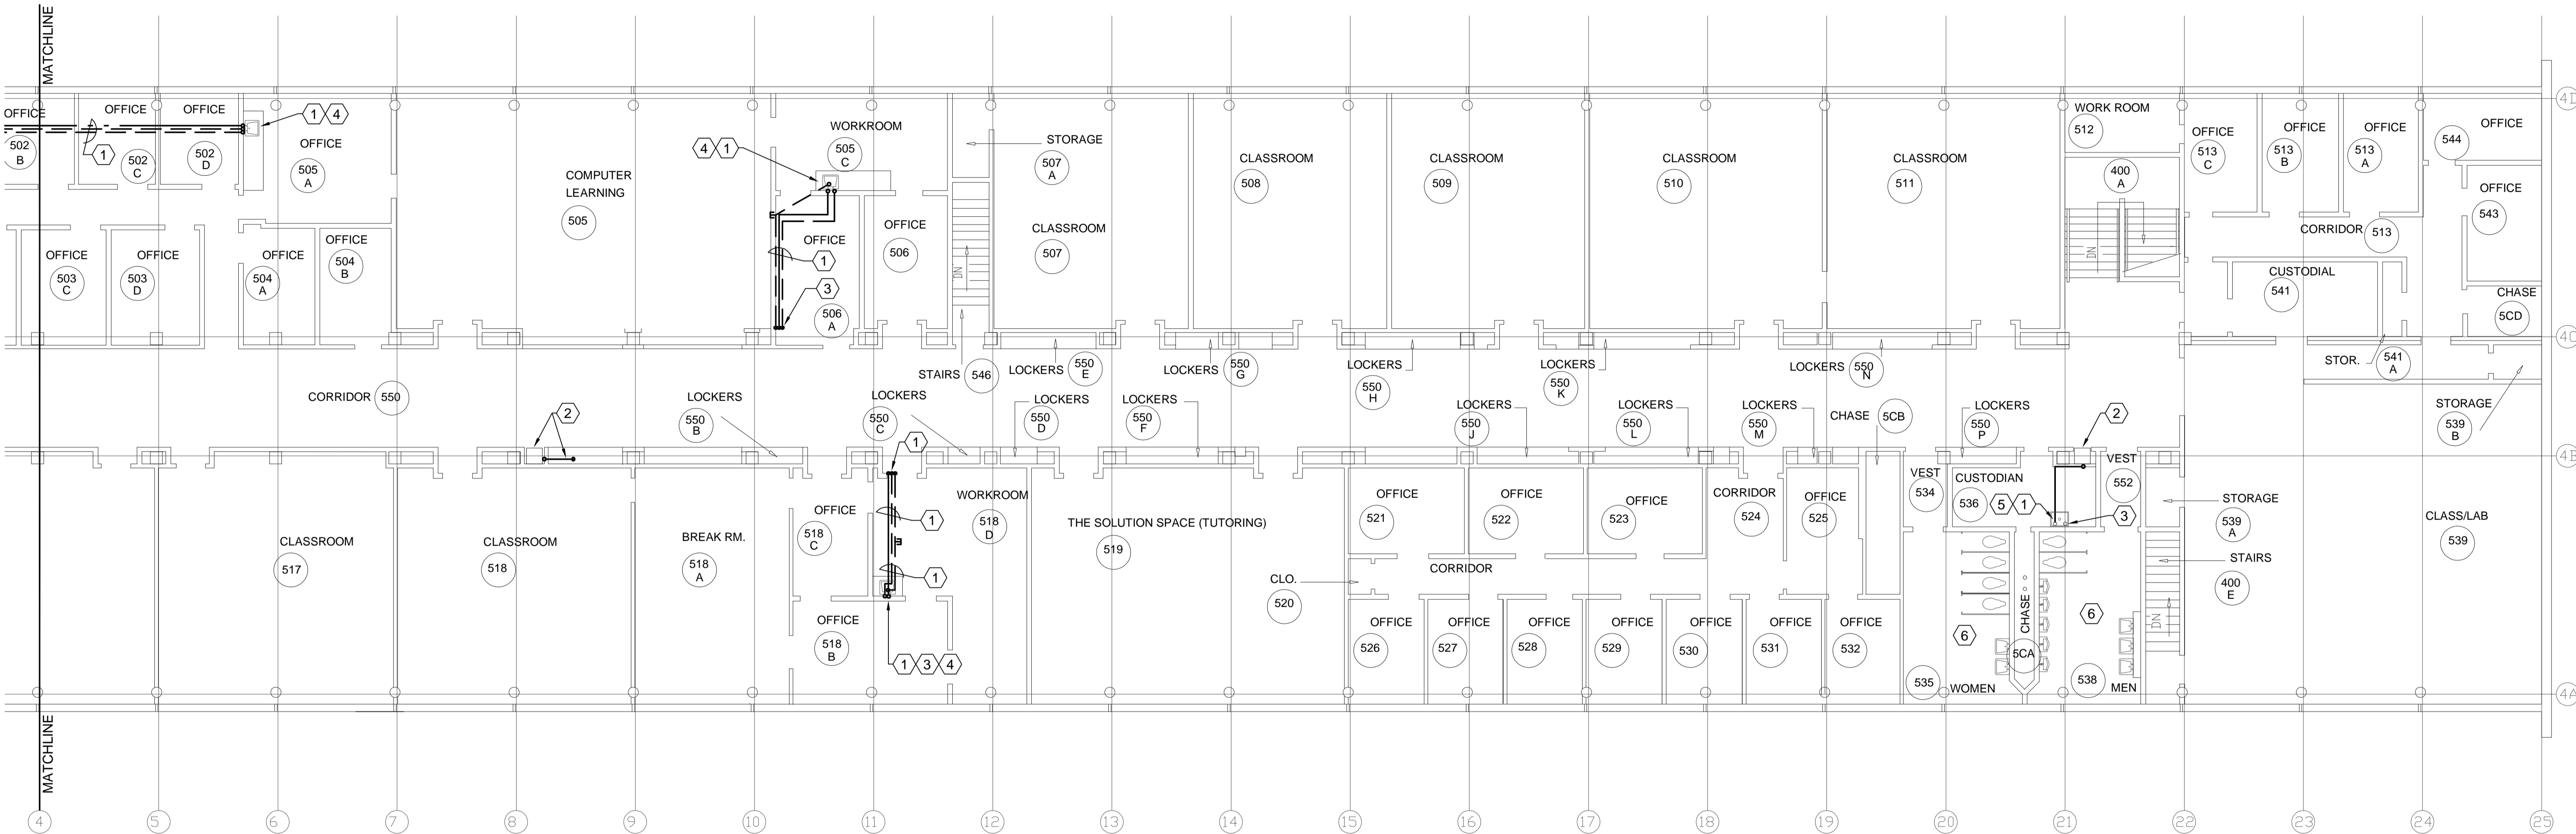 MATCHLINE
OFFICE
502
B
OFFICE
502
C
OFFICE
502
D
1
1 4
OFFICE
505
A
COMPUTER
LEARNING
505
WORKROOM
505
C
4 1
STORAGE
507
A
CLASSROOM
507
CLASSROOM
508
CLASSROOM
509
CLASSROOM
510
CLASSROOM
511
WORK ROOM
512
400
A
DN
OFFICE
513
C
OFFICE
513
B
OFFICE
513
A
OFFICE
544
OFFICE
543
CORRIDOR 513
CUSTODIAL
541
CHASE
5CD
4D
OFFICE
503
C
OFFICE
503
D
OFFICE
504
A
OFFICE
504
B
OFFICE
1
3
506
A
OFFICE
506
DN
STAIRS 546
LOCKERS
550
E
LOCKERS
550
G
LOCKERS
550
H
LOCKERS
550
K
LOCKERS
550
N
STOR.
541
A
4C
CORRIDOR 550
2
LOCKERS
550
B
LOCKERS
550
C
LOCKERS
550
D
LOCKERS
550
F
LOCKERS
550
J
LOCKERS
550
L
LOCKERS
550
M
CHASE 5CB
LOCKERS
550
P
2
STORAGE
539
B
4B
CLASSROOM
517
CLASSROOM
518
BREAK RM.
518
A
OFFICE
518
C
1
1
1
WORKROOM
518
D
OFFICE
518
B
1 3 4
THE SOLUTION SPACE (TUTORING)
519
CLO.
520
OFFICE
521
OFFICE
522
OFFICE
523
CORRIDOR
524
OFFICE
525
CORRIDOR
OFFICE
526
OFFICE
527
OFFICE
528
OFFICE
529
OFFICE
530
OFFICE
531
OFFICE
532
VEST
534
CUSTODIAN
536
5 1
3
VEST
552
STORAGE
539
A
STAIRS
400
E
DN
CLASS/LAB
539
CHASE
5CA
6
6
535
WOMEN
538
MEN
4A
MATCHLINE
4 5 6 7 8 9 10 11 12 13 14 15 16 17 18 19 20 21 22 23 24 25